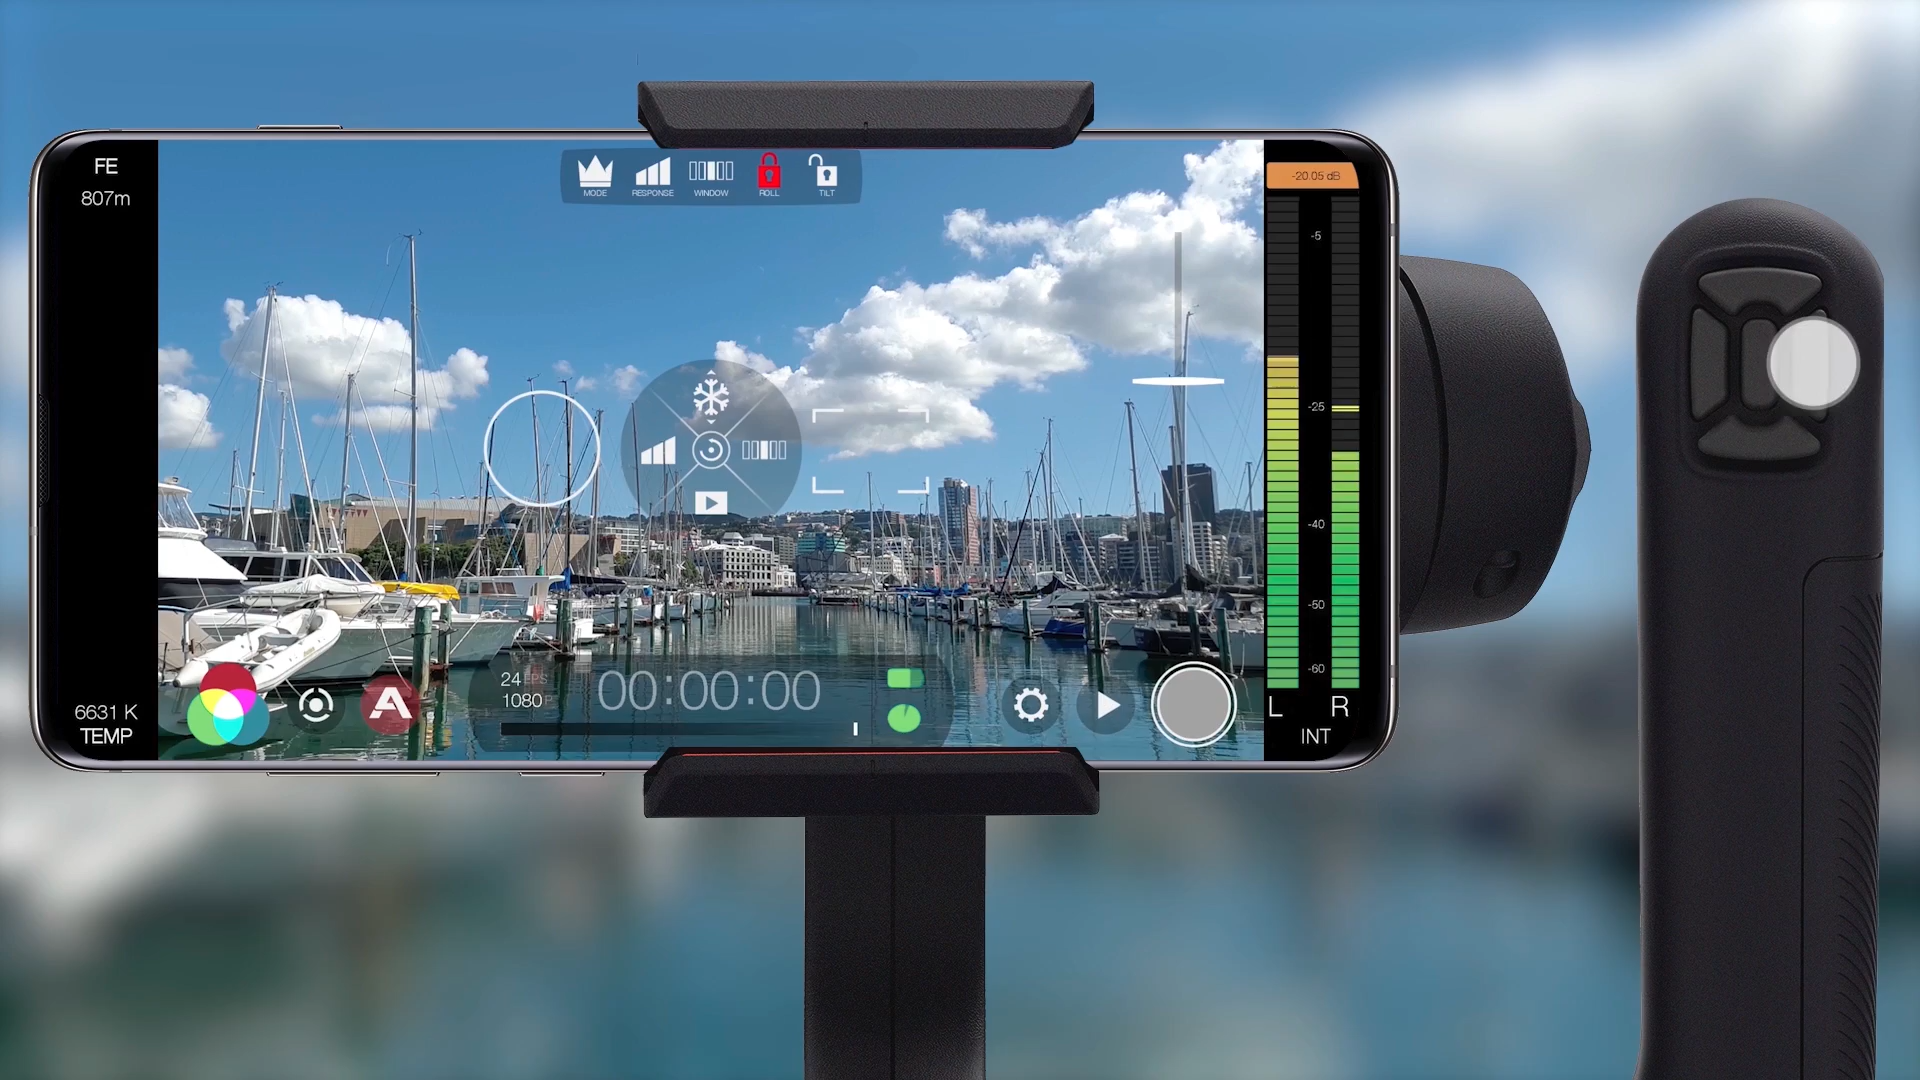 FE
807m
MODE
RESPONSE
WINDOW
ROLL
TILT
-20.05 dB
-5
-25
-40
-50
-60
L R
INT
6631 K
TEMP
A
24 FPS
1080 P
00:00:00